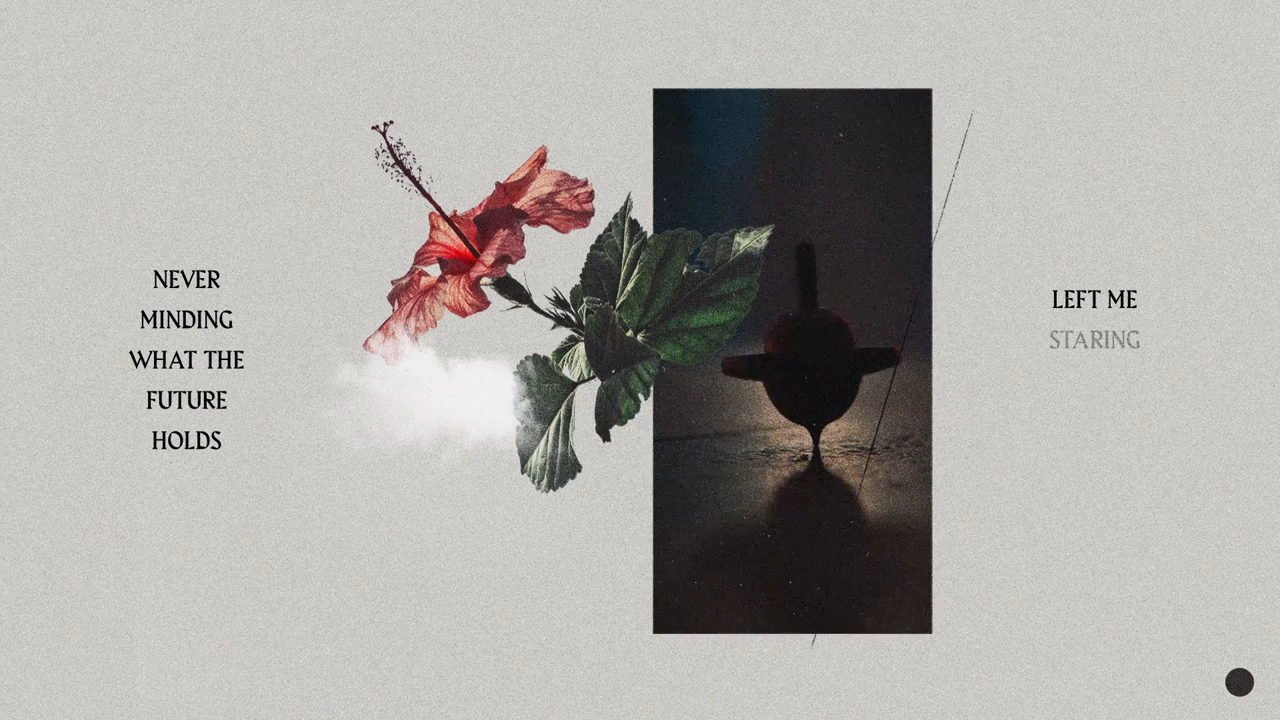 NEVER
MINDING
WHAT THE
FUTURE
HOLDS
LEFT ME
STARING